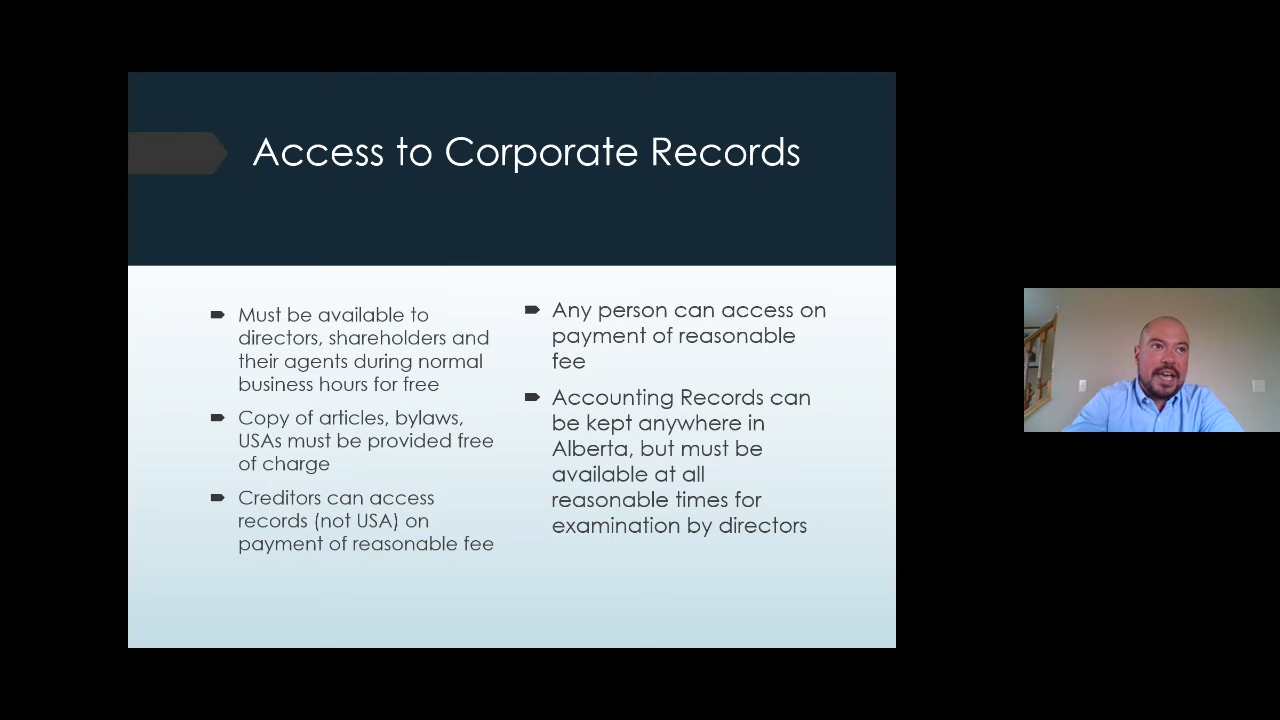 Access to Corporate Records
Must be available to
directors, shareholders and
their agents during normal
business hours for free
Copy of articles, bylaws,
USAs must be provided free
of charge
Creditors can access
records (not USA) on
payment of reasonable fee
Any person can access on
payment of reasonable
fee
Accounting Records can
be kept anywhere in
Alberta, but must be
available at all
reasonable times for
examination by directors